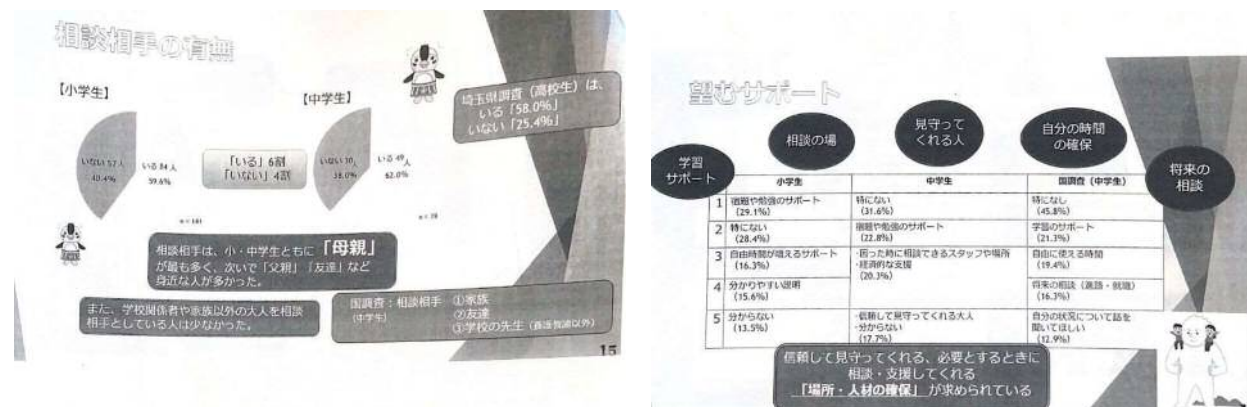 相談相手の有無
【小学生】
【中学生】
いない 57人
40.4%
いる 84人
59.6%
「いる」6割
「いない」4割
いない 30
38.0%
いる 49人
62.0%
埼玉県調査（高校生）は、
いる「58.0%」
いない「25.4%」
n = 141
相談相手は、小・中学生ともに「母親」
が最も多く、次いで「父親」「友達」など
身近な人が多かった。
また、学校関係者や家族以外の大人を相談
相手としている人は少なかった。
国調査：相談相手 ①家族
(中学生) ②友達
③学校の先生
15
望むサポート
学習
サポート
相談の場
見守って
くれる人
自分の時間
の確保
将来の
相談
小学生 中学生 国調査（中学生）
1 宿題や勉強のサポート (29.1%) 特にない (31.6%) 特になし (45.8%)
2 特にない (28.4%) 宿題や勉強のサポート (22.8%) 学習のサポート (21.3%)
3 自由時間が増えるサポート (16.3%) ・困った時に相談できるスタッフや場所 ・経済的な支援 (20.3%) 自由に使える時間 (19.4%)
4 分かりやすい説明 (15.6%) 将来の相談（進路・就職） (16.3%)
5 分からない (13.5%) ・信頼して見守ってくれる大人 ・分からない (17.7%) 自分の状況について話を聞いてほしい (12.9%)
信頼して見守ってくれる、必要とするときに
相談・支援してくれる
「場所・人材の確保」が求められている